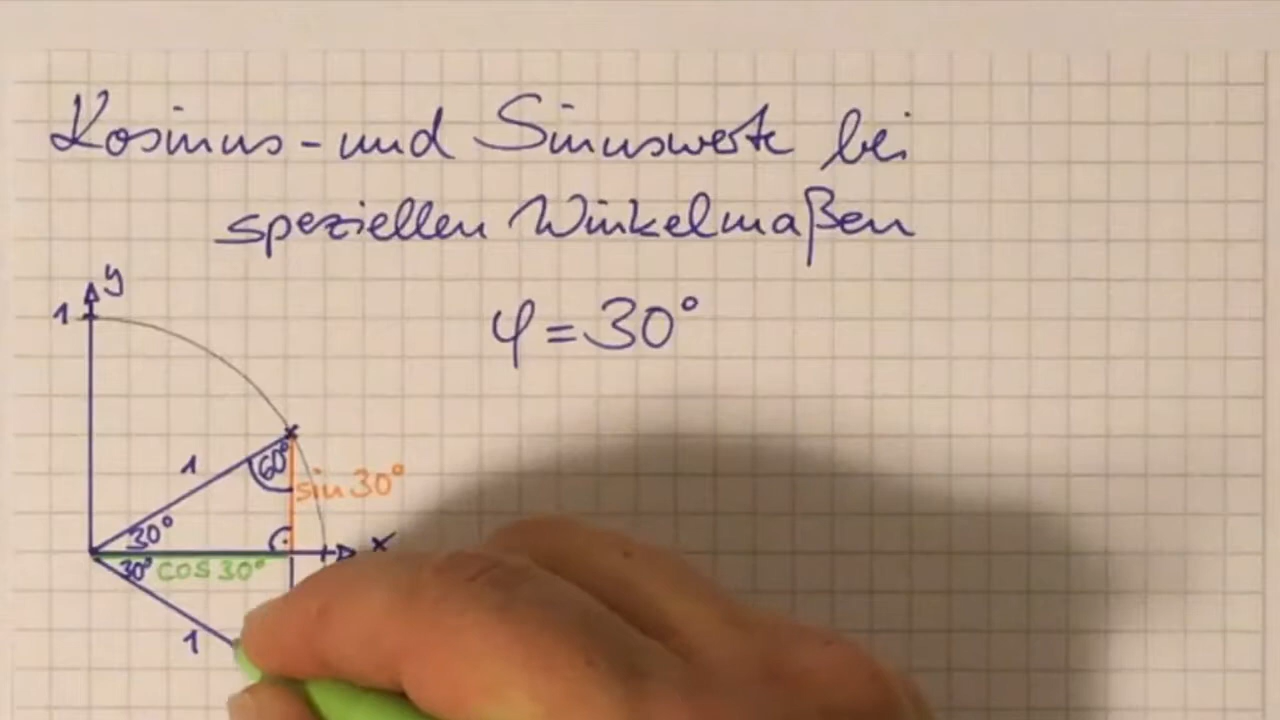 Kosinus- und Sinuswerte bei
speziellen Winkelmaßen
y
1
φ = 30°
1
60°
sin 30°
30°
x
30°
cos 30°
1